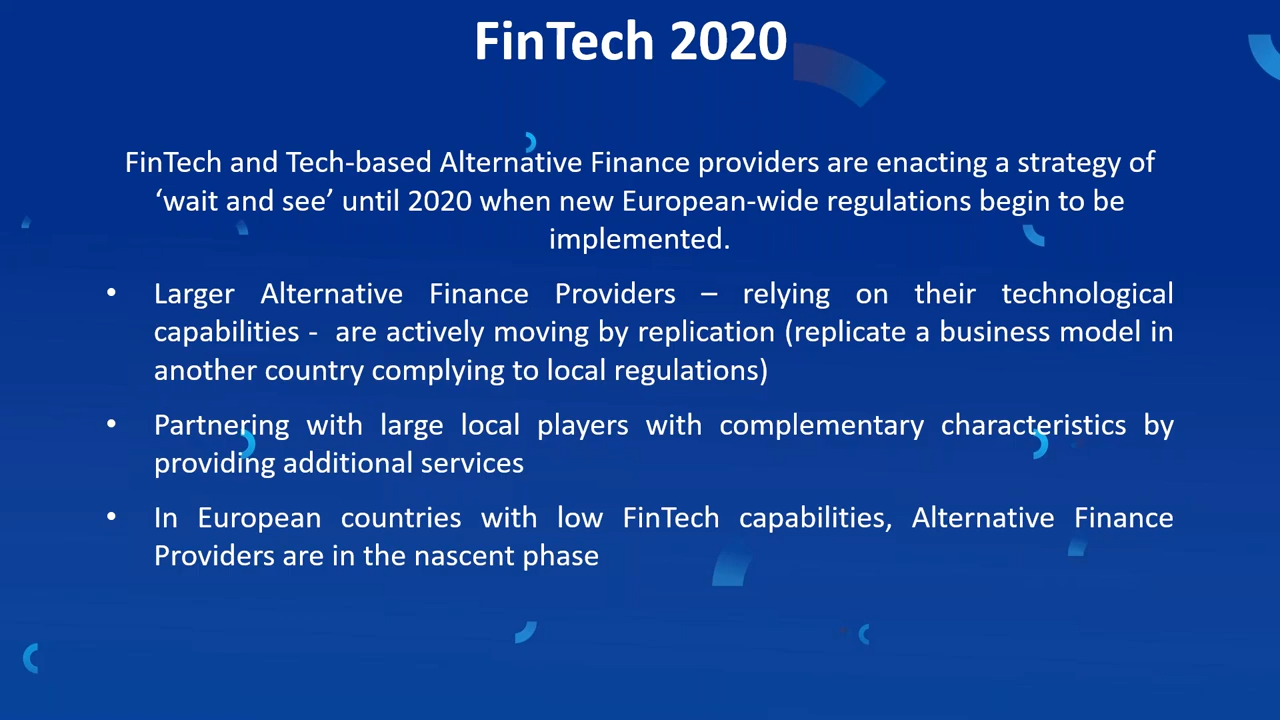 FinTech 2020
FinTech and Tech-based Alternative Finance providers are enacting a strategy of
‘wait and see’ until 2020 when new European-wide regulations begin to be
implemented.
• Larger Alternative Finance Providers – relying on their technological
capabilities - are actively moving by replication (replicate a business model in
another country complying to local regulations)
• Partnering with large local players with complementary characteristics by
providing additional services
• In European countries with low FinTech capabilities, Alternative Finance
Providers are in the nascent phase